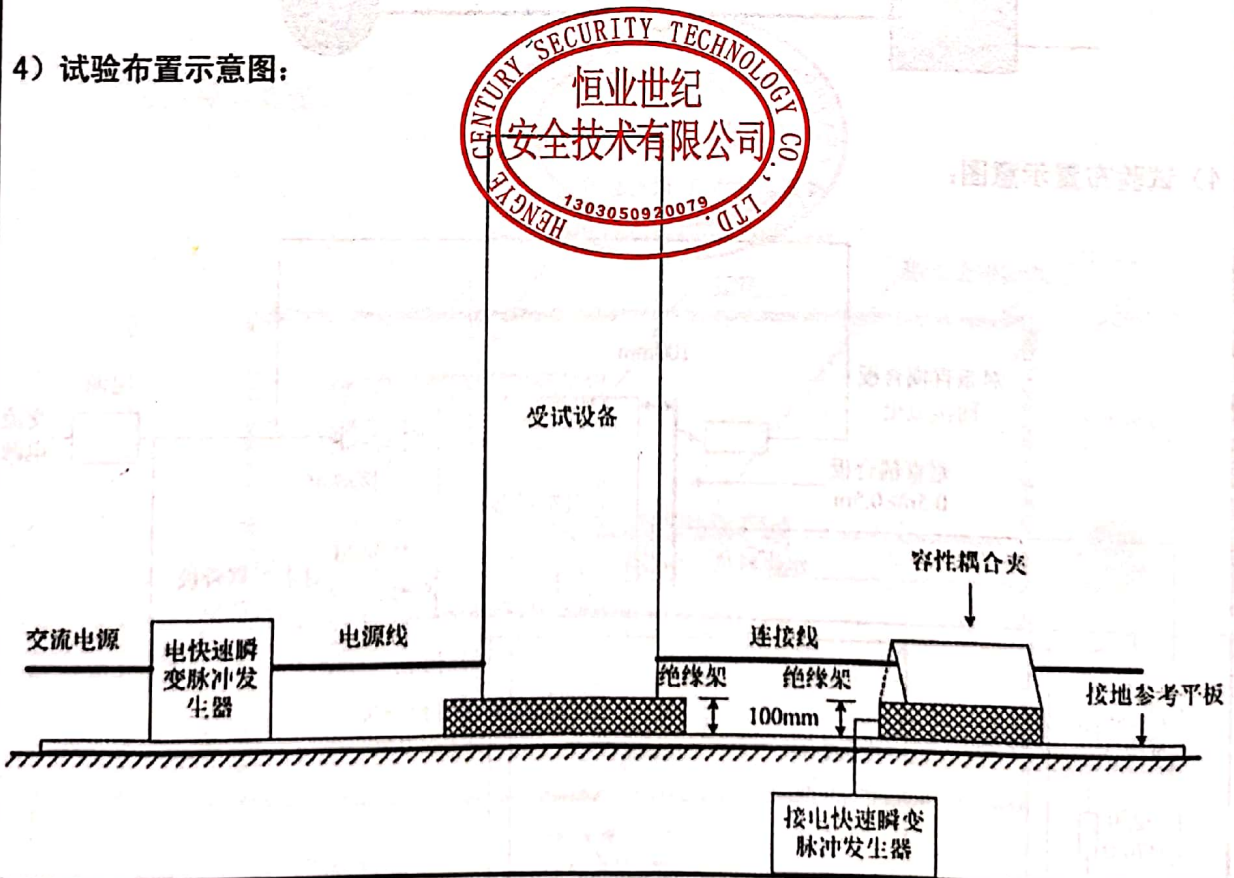 4）试验布置示意图：
HENGYE CENTURY SECURITY TECHNOLOGY CO., LTD.
恒业世纪
安全技术有限公司
1303050920079
受试设备
容性耦合夹
交流电源
电快速瞬
变脉冲发
生器
电源线
连接线
绝缘架
绝缘架
100mm
接地参考平板
接电快速瞬变
脉冲发生器